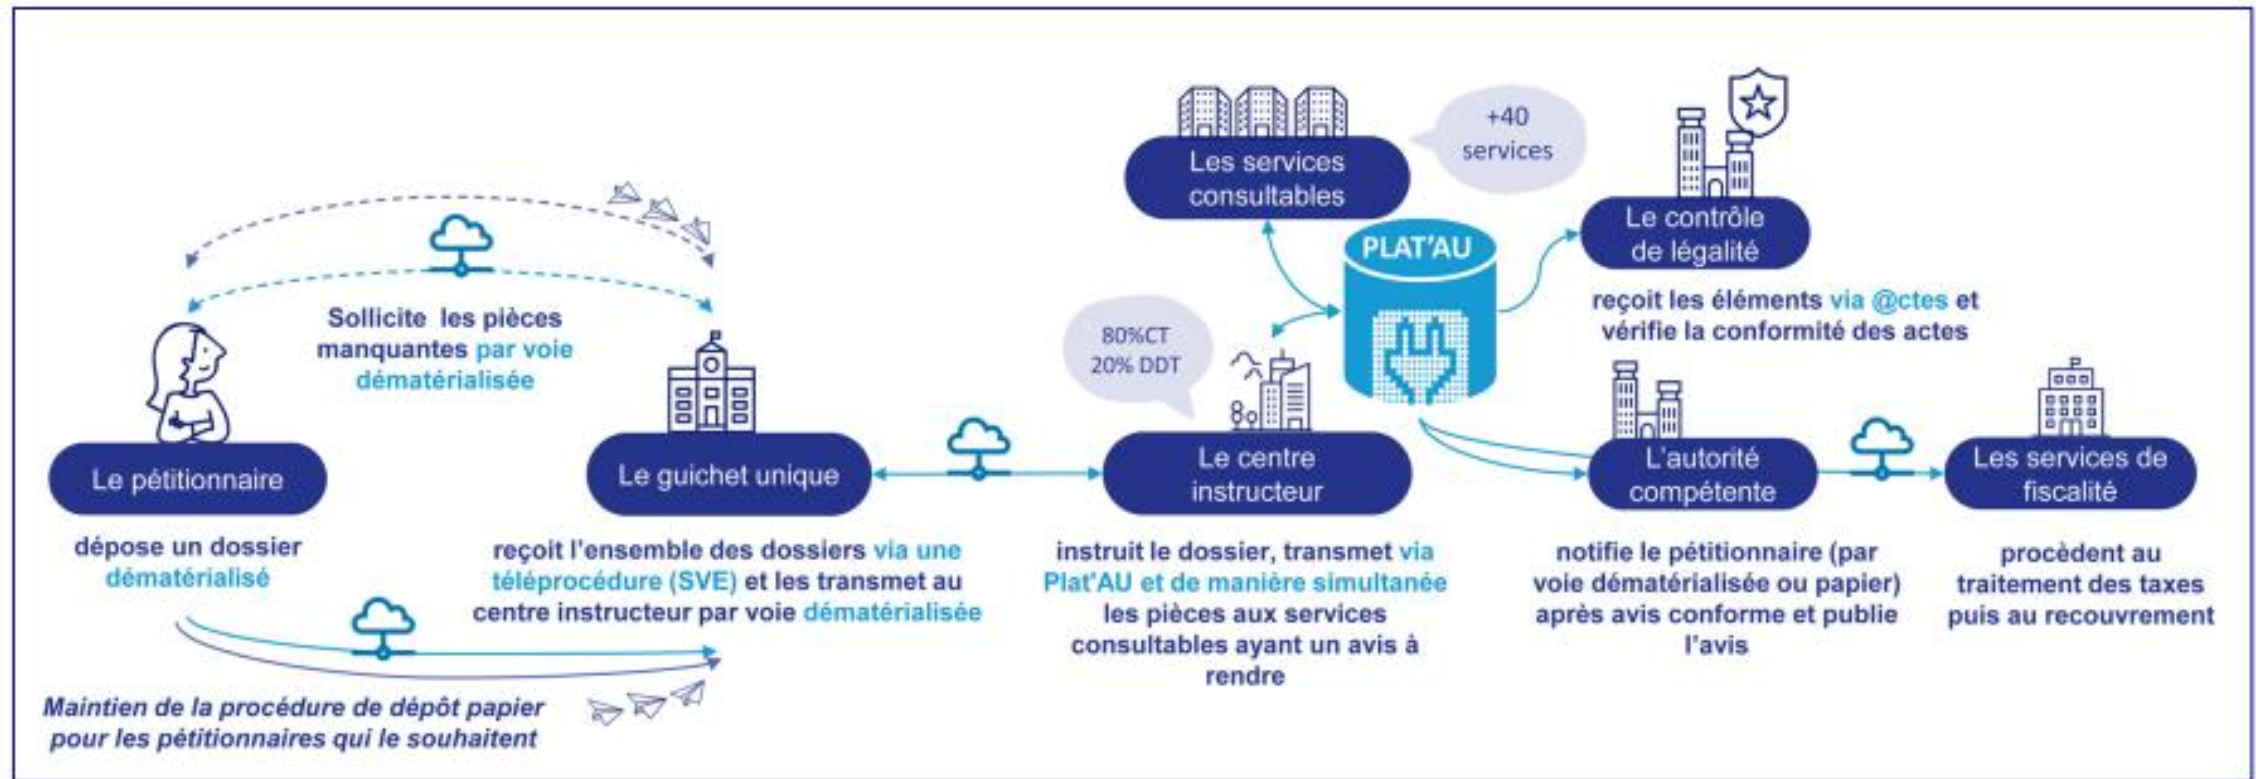 +40
services
Les services
consultables
Le contrôle
de légalité
PLAT'AU
reçoit les éléments via @ctes et
vérifie la conformité des actes
Sollicite les pièces
manquantes par voie
dématérialisée
80%CT
20% DDT
Le pétitionnaire
dépose un dossier
dématérialisé
Le guichet unique
reçoit l'ensemble des dossiers via une
téléprocédure (SVE) et les transmet au
centre instructeur par voie dématérialisée
Le centre
instructeur
instruit le dossier, transmet via
Plat'AU et de manière simultanée
les pièces aux services
consultables ayant un avis à
rendre
L'autorité
compétente
notifie le pétitionnaire (par
voie dématérialisée ou papier)
après avis conforme et publie
l'avis
Les services de
fiscalité
procèdent au
traitement des taxes
puis au recouvrement
Maintien de la procédure de dépôt papier
pour les pétitionnaires qui le souhaitent